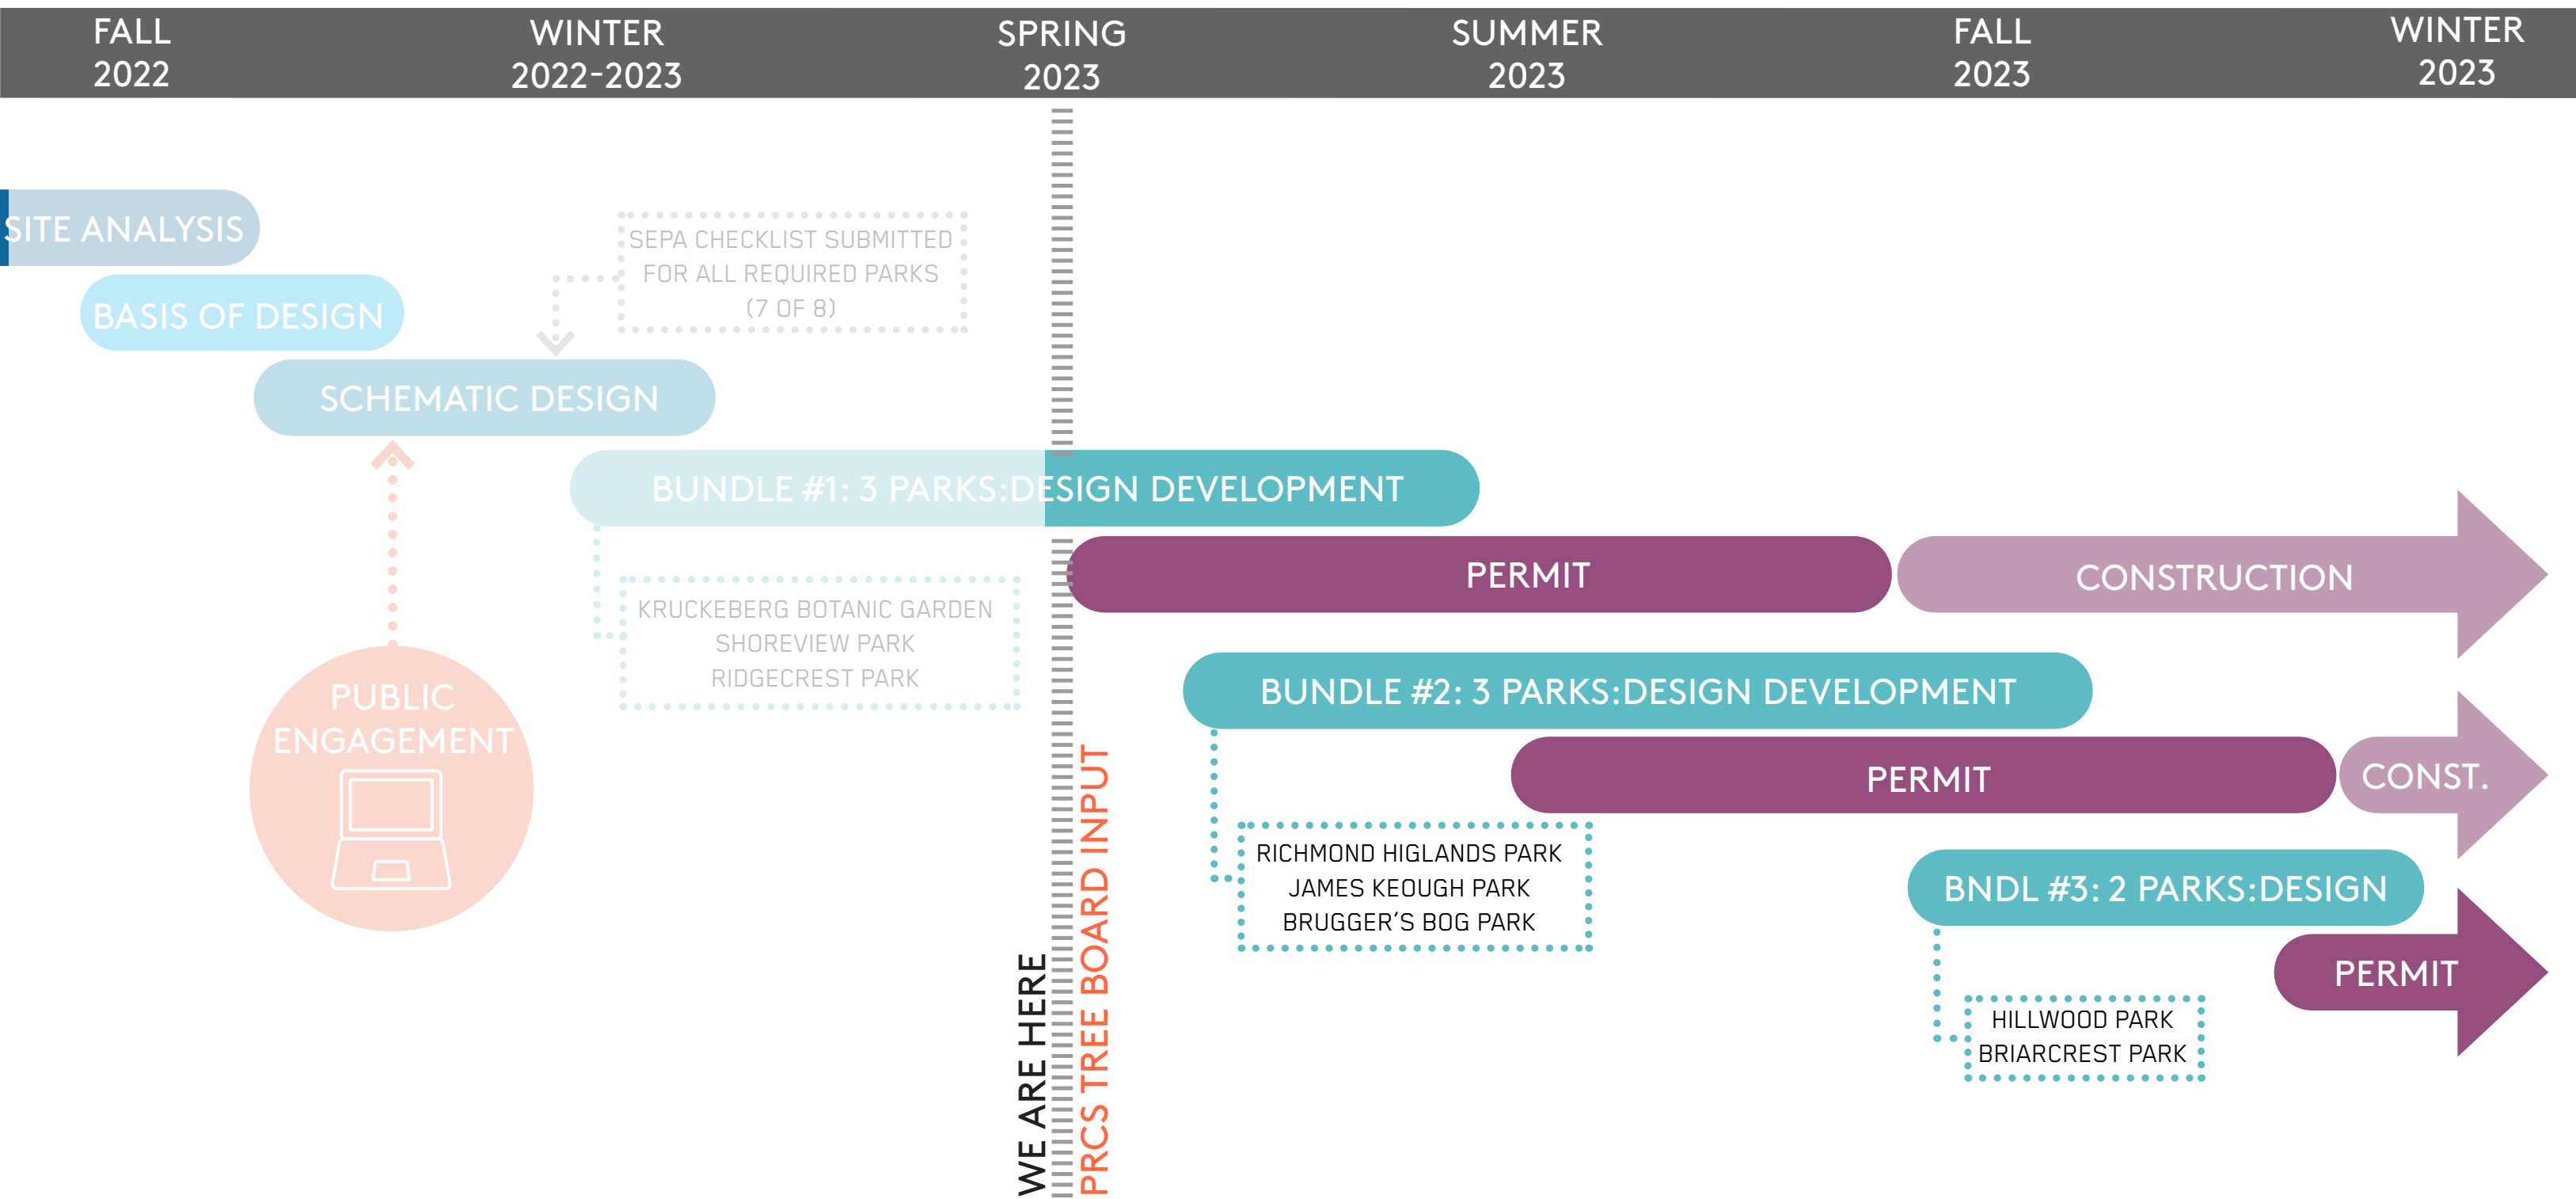 FALL
2022
WINTER
2022-2023
SPRING
2023
SUMMER
2023
FALL
2023
WINTER
2023
SITE ANALYSIS
BASIS OF DESIGN
SEPA CHECKLIST SUBMITTED
FOR ALL REQUIRED PARKS
(7 OF 8)
SCHEMATIC DESIGN
BUNDLE #1: 3 PARKS:DESIGN DEVELOPMENT
PERMIT
CONSTRUCTION
KRUCKEBERG BOTANIC GARDEN
SHOREVIEW PARK
RIDGECREST PARK
PUBLIC
ENGAGEMENT
BUNDLE #2: 3 PARKS:DESIGN DEVELOPMENT
PERMIT
CONST.
RICHMOND HIGLANDS PARK
JAMES KEOUGH PARK
BRUGGER'S BOG PARK
BNDL #3: 2 PARKS:DESIGN
PERMIT
HILLWOOD PARK
BRIARCREST PARK
WE ARE HERE
PRCS TREE BOARD INPUT